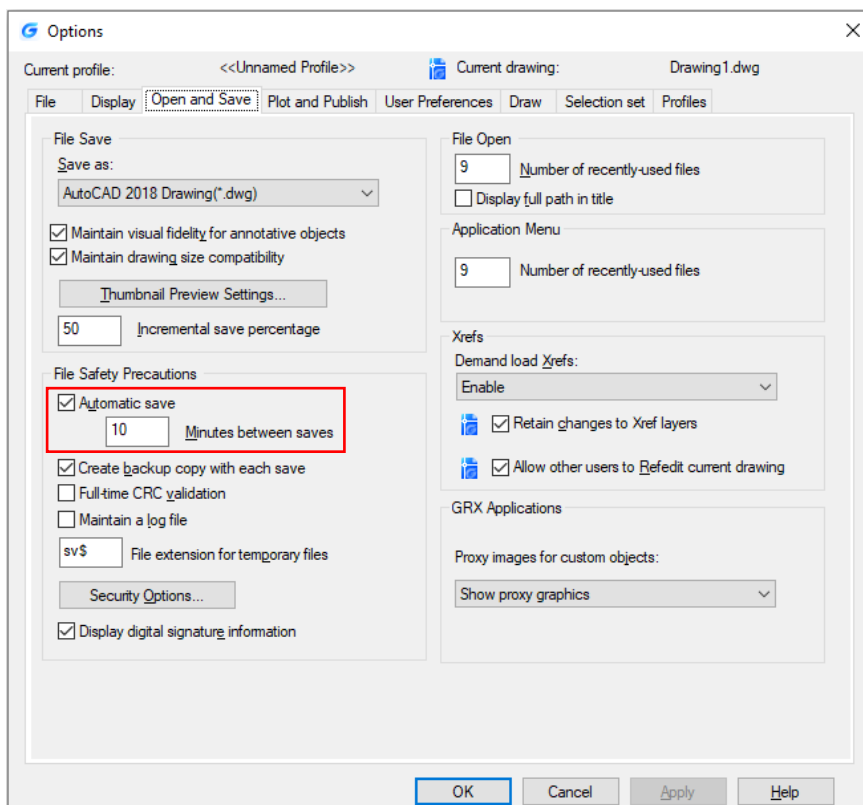 Options
Current profile: <<Unnamed Profile>> Current drawing: Drawing1.dwg
File Display Open and Save Plot and Publish User Preferences Draw Selection set Profiles
File Save
Save as:
AutoCAD 2018 Drawing(*.dwg)
Maintain visual fidelity for annotative objects
Maintain drawing size compatibility
Thumbnail Preview Settings...
50 Incremental save percentage
File Safety Precautions
Automatic save
10 Minutes between saves
Create backup copy with each save
Full-time CRC validation
Maintain a log file
sv$ File extension for temporary files
Security Options...
Display digital signature information
File Open
9 Number of recently-used files
Display full path in title
Application Menu
9 Number of recently-used files
Xrefs
Demand load Xrefs:
Enable
Retain changes to Xref layers
Allow other users to Refedit current drawing
GRX Applications
Proxy images for custom objects:
Show proxy graphics
OK Cancel Apply Help